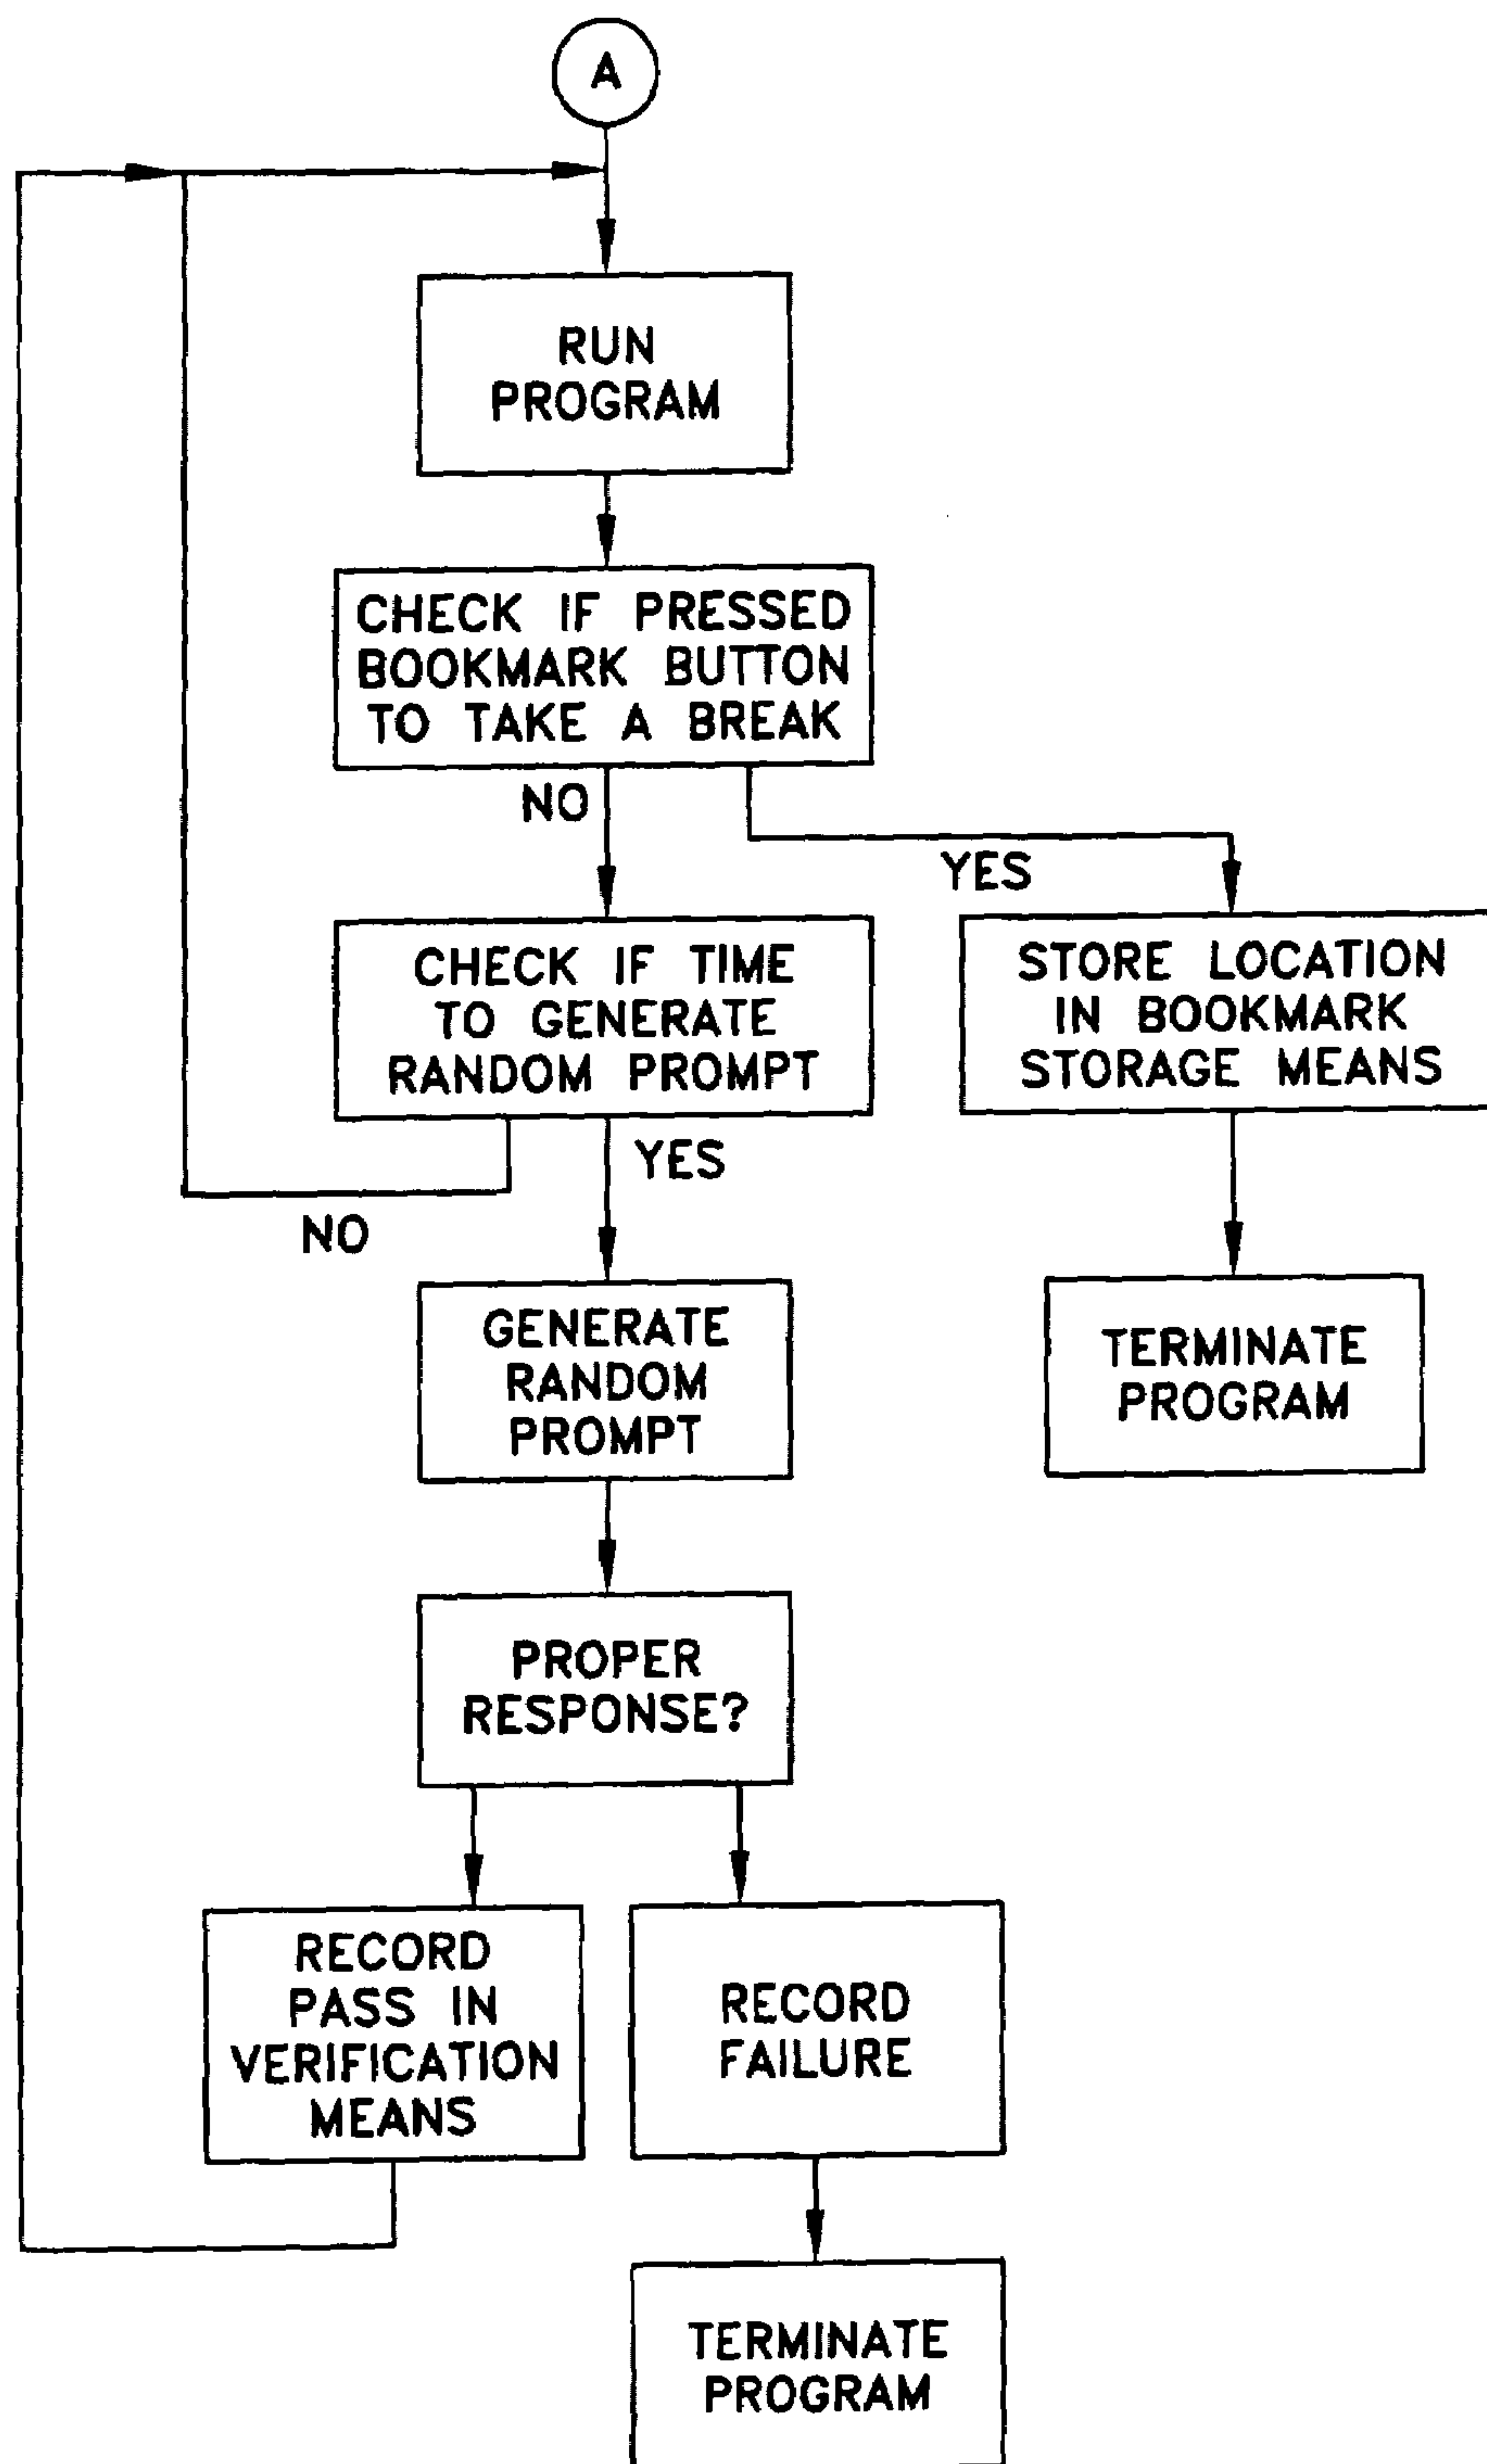 A
RUN
PROGRAM
CHECK IF PRESSED
BOOKMARK BUTTON
TO TAKE A BREAK
NO
YES
CHECK IF TIME
TO GENERATE
RANDOM PROMPT
STORE LOCATION
IN BOOKMARK
STORAGE MEANS
YES
NO
GENERATE
RANDOM
PROMPT
TERMINATE
PROGRAM
PROPER
RESPONSE?
RECORD
PASS IN
VERIFICATION
MEANS
RECORD
FAILURE
TERMINATE
PROGRAM